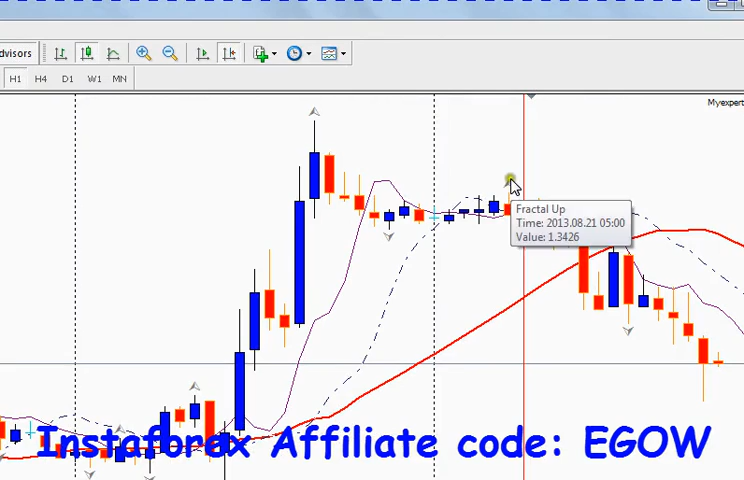 dvisors
H1 H4 D1 W1 MN
Myexpert
Fractal Up
Time: 2013.08.21 05:00
Value: 1.3426
Instaforex Affiliate code: EGOW